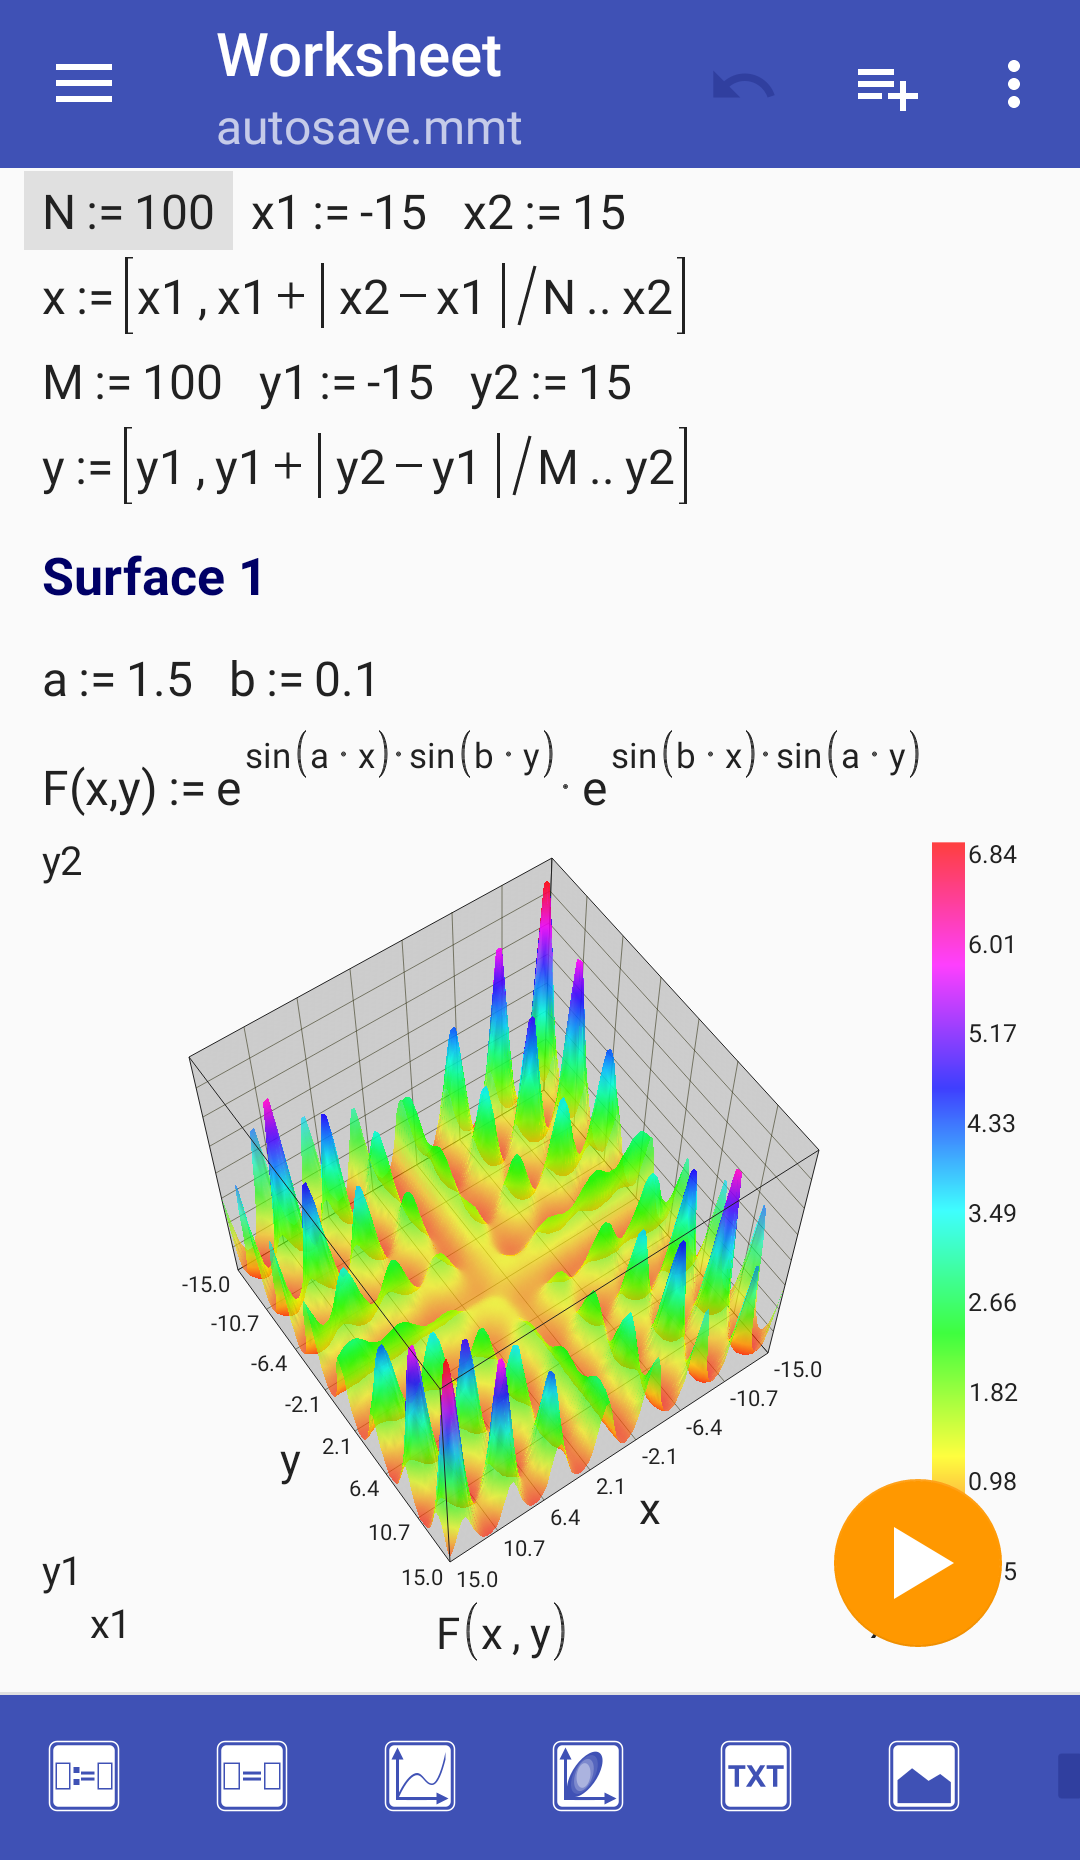 Worksheet
autosave.mmt
N := 100 x1 := -15 x2 := 15
x := [x1 , x1 + | x2 − x1 | / N .. x2]
M := 100 y1 := -15 y2 := 15
y := [y1 , y1 + | y2 − y1 | / M .. y2]
Surface 1
a := 1.5 b := 0.1
F(x,y) := e^sin(a · x) · sin(b · y) · e^sin(b · x) · sin(a · y)
y2
6.84
6.01
5.17
4.33
3.49
2.66
1.82
0.98
5
-15.0
-10.7
-6.4
-2.1
2.1
6.4
10.7
15.0
y
-15.0
-10.7
-6.4
-2.1
2.1
6.4
10.7
15.0
x
y1
x1
F(x , y)
:=
=
TXT